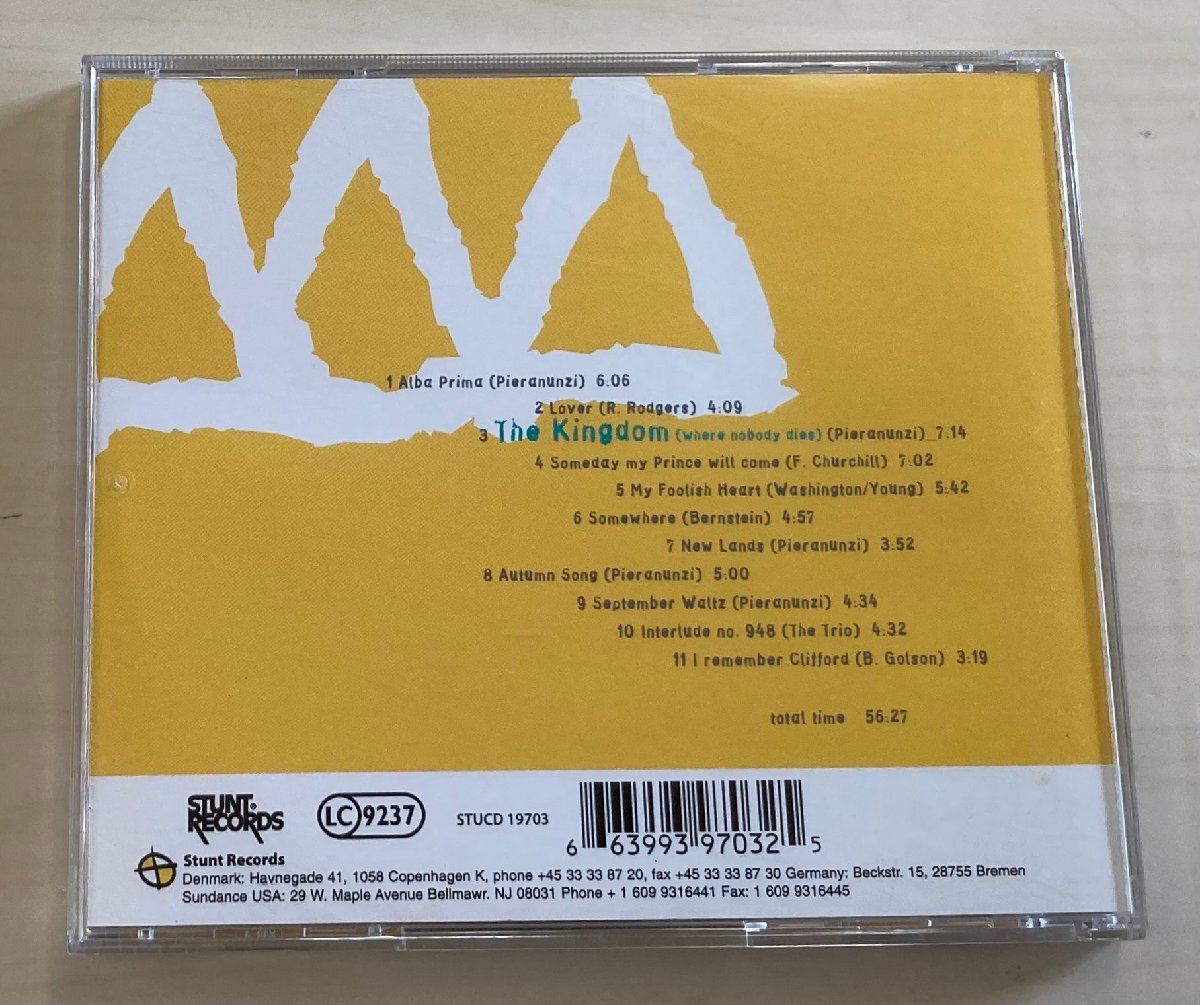 1 Alba Prima (Pieranunzi) 6:06
2 Lover (R. Rodgers) 4:09
3 The Kingdom (where nobody dies) (Pieranunzi) 7:14
4 Someday my Prince will come (F. Churchill) 7:02
5 My Foolish Heart (Washington/Young) 5:42
6 Somewhere (Bernstein) 4:57
7 New Lands (Pieranunzi) 3:52
8 Autumn Song (Pieranunzi) 5:00
9 September Waltz (Pieranunzi) 4:34
10 Interlude no. 948 (The Trio) 4:32
11 I remember Clifford (B. Golson) 3:19
total time 56:27
STUNT
RECORDS
LC 9237
STUCD 19703
6 63993 97032 5
Stunt Records
Denmark: Havnegade 41, 1058 Copenhagen K, phone +45 33 33 87 20, fax +45 33 33 87 30 Germany: Beckstr. 15, 28755 Bremen
Sundance USA: 29 W. Maple Avenue Bellmawr. NJ 08031 Phone + 1 609 9316441 Fax: 1 609 9316445